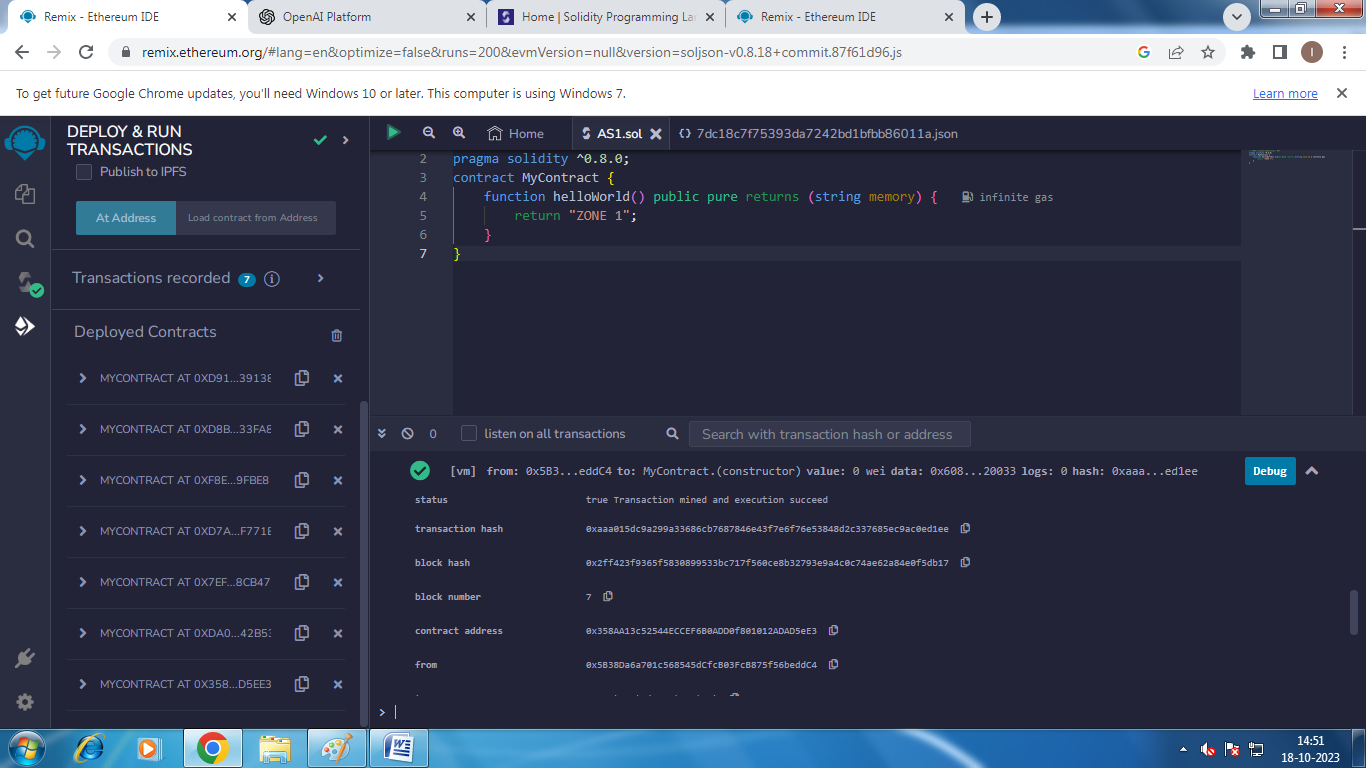 Remix - Ethereum IDE
OpenAI Platform
Home | Solidity Programming La
Remix - Ethereum IDE
remix.ethereum.org/#lang=en&optimize=false&runs=200&evmVersion=null&version=soljson-v0.8.18+commit.87f61d96.js
I
To get future Google Chrome updates, you'll need Windows 10 or later. This computer is using Windows 7.
Learn more
DEPLOY & RUN
TRANSACTIONS
Publish to IPFS
At Address
Load contract from Address
Transactions recorded 7
Deployed Contracts
MYCONTRACT AT 0XD91...39138
MYCONTRACT AT 0XD8B...33FA8
MYCONTRACT AT 0XF8E...9FBE8
MYCONTRACT AT 0XD7A...F771B
MYCONTRACT AT 0X7EF...8CB47
MYCONTRACT AT 0XDA0...42B53
MYCONTRACT AT 0X358...D5EE3
Home
AS1.sol
7dc18c7f75393da7242bd1bfbb86011a.json
2 pragma solidity ^0.8.0;
3 contract MyContract {
4 function helloWorld() public pure returns (string memory) { infinite gas
5 return "ZONE 1";
6 }
7 }
0
listen on all transactions
Search with transaction hash or address
[vm] from: 0x5B3...eddC4 to: MyContract.(constructor) value: 0 wei data: 0x608...20033 logs: 0 hash: 0xaaa...ed1ee
Debug
status true Transaction mined and execution succeed
transaction hash 0xaaa015dc9a299a33686cb7687846e43f7e6f76e53848d2c337685ec9ac0ed1ee
block hash 0x2ff423f9365f5830899533bc717f560ce8b32793e9a4c0c74ae62a84e0f5db17
block number 7
contract address 0x358AA13c52544ECCEF6B0ADD0f801012ADAD5eE3
from 0x5B38Da6a701c568545dCfcB03FcB875f56beddC4
>
14:51
18-10-2023